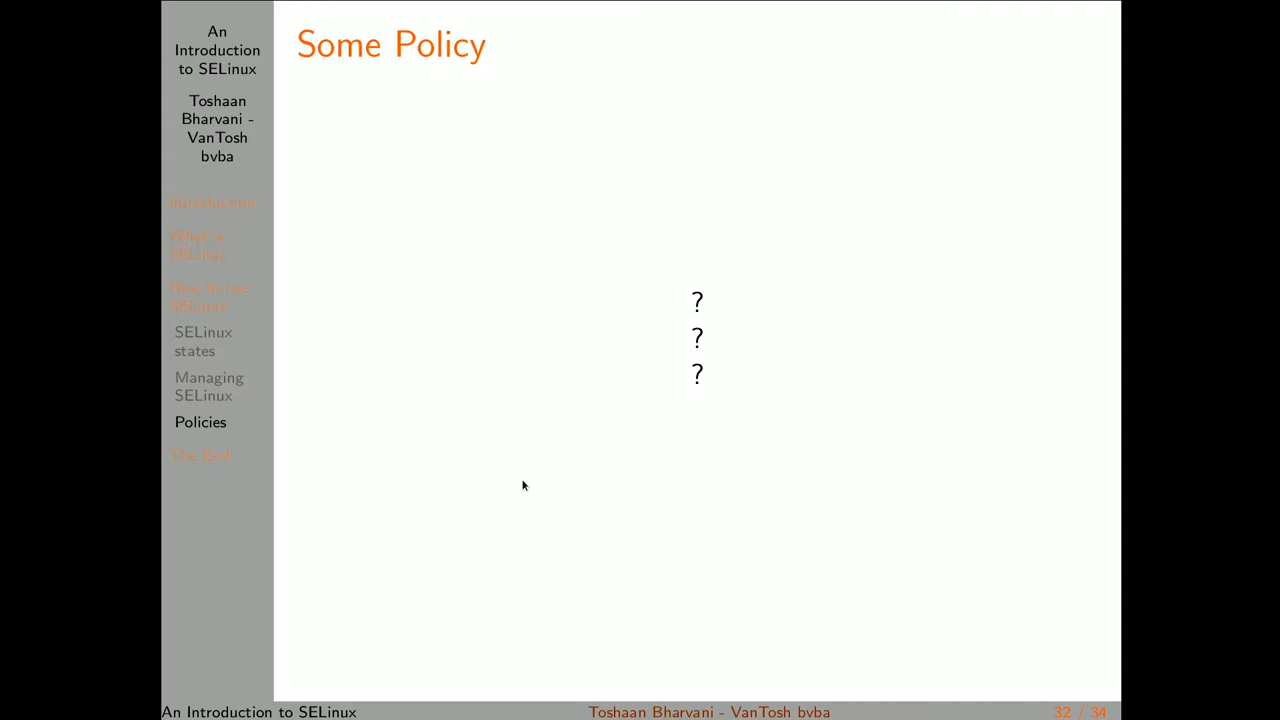 An
Introduction
to SELinux
Toshaan
Bharvani -
VanTosh
bvba
Introduction
What is
SELinux
How to use
SELinux
SELinux
states
Managing
SELinux
Policies
The End
Some Policy
?
?
?
An Introduction to SELinux
Toshaan Bharvani - VanTosh bvba
32 / 34